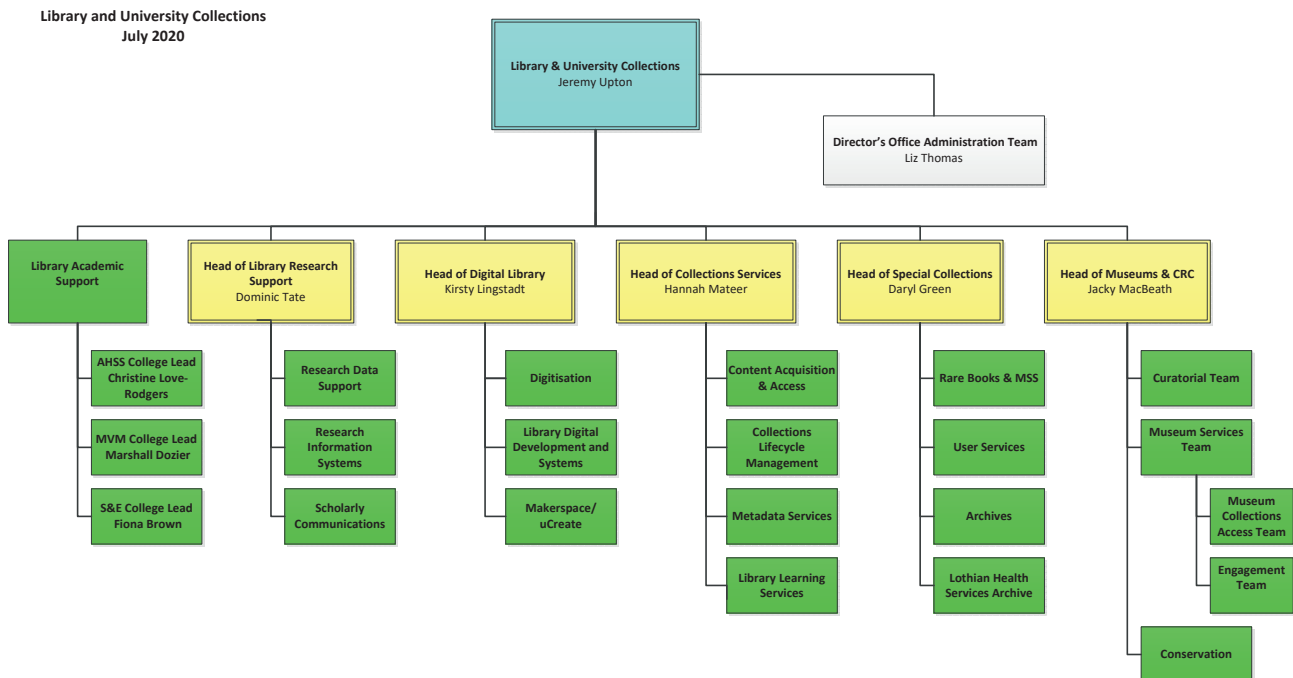 Library and University Collections
July 2020
Library & University Collections
Jeremy Upton
Director's Office Administration Team
Liz Thomas
Library Academic
Support
Head of Library Research
Support
Dominic Tate
Head of Digital Library
Kirsty Lingstadt
Head of Collections Services
Hannah Mateer
Head of Special Collections
Daryl Green
Head of Museums & CRC
Jacky MacBeath
AHSS College Lead
Christine Love-
Rodgers
MVM College Lead
Marshall Dozier
S&E College Lead
Fiona Brown
Research Data
Support
Research
Information
Systems
Scholarly
Communications
Digitisation
Library Digital
Development and
Systems
Makerspace/
uCreate
Content Acquisition
& Access
Collections
Lifecycle
Management
Metadata Services
Library Learning
Services
Rare Books & MSS
User Services
Archives
Lothian Health
Services Archive
Curatorial Team
Museum Services
Team
Museum
Collections
Access Team
Engagement
Team
Conservation